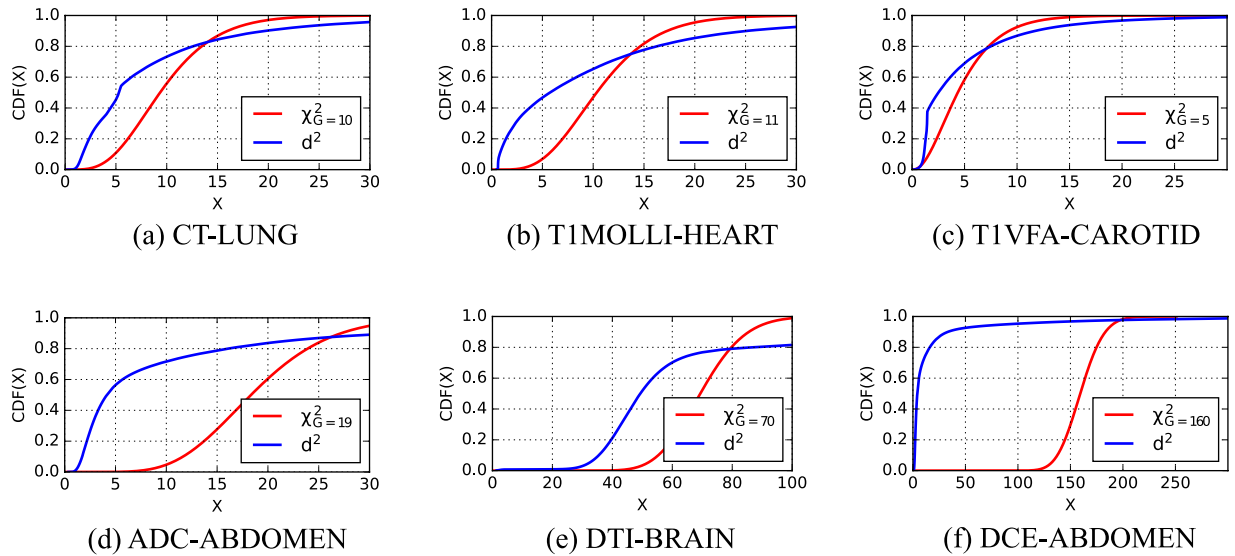 1.0
0.8
0.6
0.4
0.2
0.0
CDF(X)
χ²G=10
d²
0 5 10 15 20 25 30
X
(a) CT-LUNG
1.0
0.8
0.6
0.4
0.2
0.0
CDF(X)
χ²G=11
d²
0 5 10 15 20 25 30
X
(b) T1MOLLI-HEART
1.0
0.8
0.6
0.4
0.2
0.0
CDF(X)
χ²G=5
d²
0 5 10 15 20 25
X
(c) T1VFA-CAROTID
1.0
0.8
0.6
0.4
0.2
0.0
CDF(X)
χ²G=19
d²
0 5 10 15 20 25 30
X
(d) ADC-ABDOMEN
1.0
0.8
0.6
0.4
0.2
0.0
CDF(X)
χ²G=70
d²
0 20 40 60 80 100
X
(e) DTI-BRAIN
1.0
0.8
0.6
0.4
0.2
0.0
CDF(X)
χ²G=160
d²
0 50 100 150 200 250
X
(f) DCE-ABDOMEN